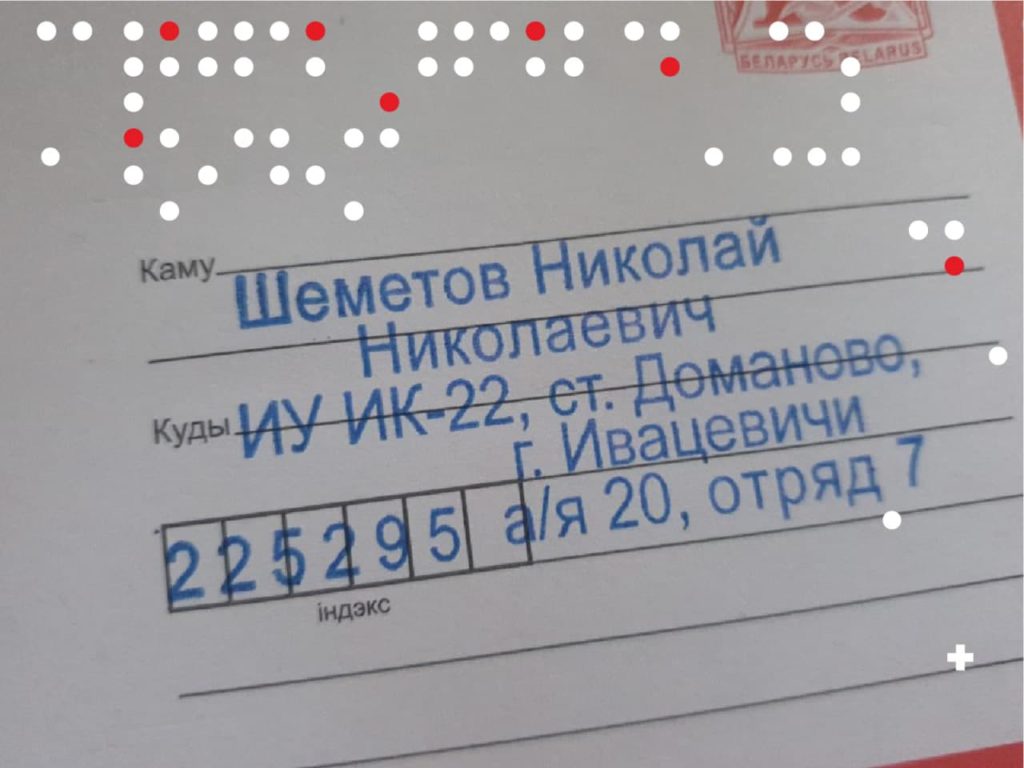 БЕЛАРУСЬ BELARUS
Каму Шеметов Николай
Николаевич
Куды ИУ ИК-22, ст. Доманово,
г. Ивацевичи
225295 а/я 20, отряд 7
індэкс